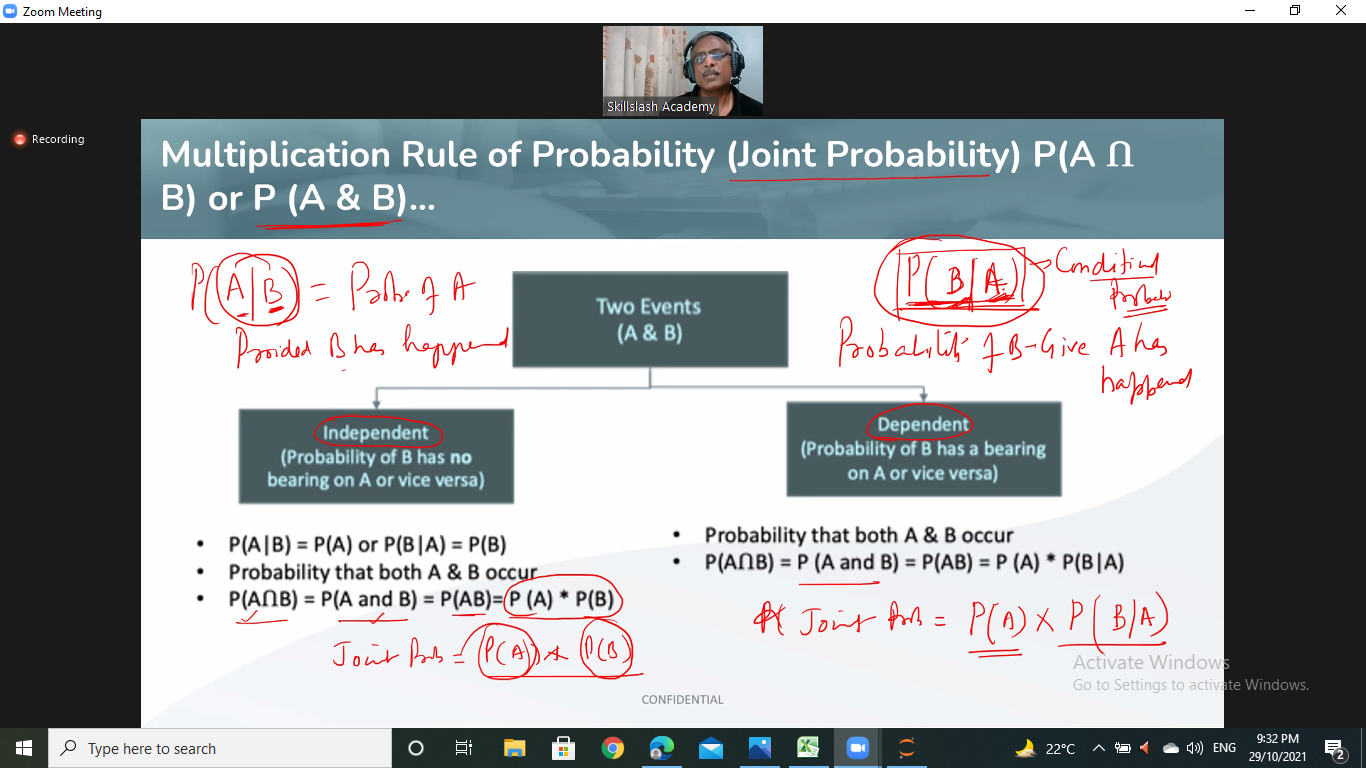 Zoom Meeting
Skillslash Academy
Recording
Multiplication Rule of Probability (Joint Probability) P(A ∩
B) or P (A & B)...
P(A|B) = Prob of A
Provided B has happened
P(B|A) → Conditional
Probability of B-Give A has
happened
Two Events
(A & B)
Independent
(Probability of B has no
bearing on A or vice versa)
Dependent
(Probability of B has a bearing
on A or vice versa)
• P(A|B) = P(A) or P(B|A) = P(B)
• Probability that both A & B occur
• P(A∩B) = P(A and B) = P(AB)= P (A) * P(B)
Joint Prob = P(A) * P(B)
• Probability that both A & B occur
• P(A∩B) = P (A and B) = P(AB) = P (A) * P(B|A)
Joint Prob = P(A) × P(B/A)
Activate Windows
Go to Settings to activate Windows.
CONFIDENTIAL
Type here to search
22°C
ENG
9:32 PM
29/10/2021
2